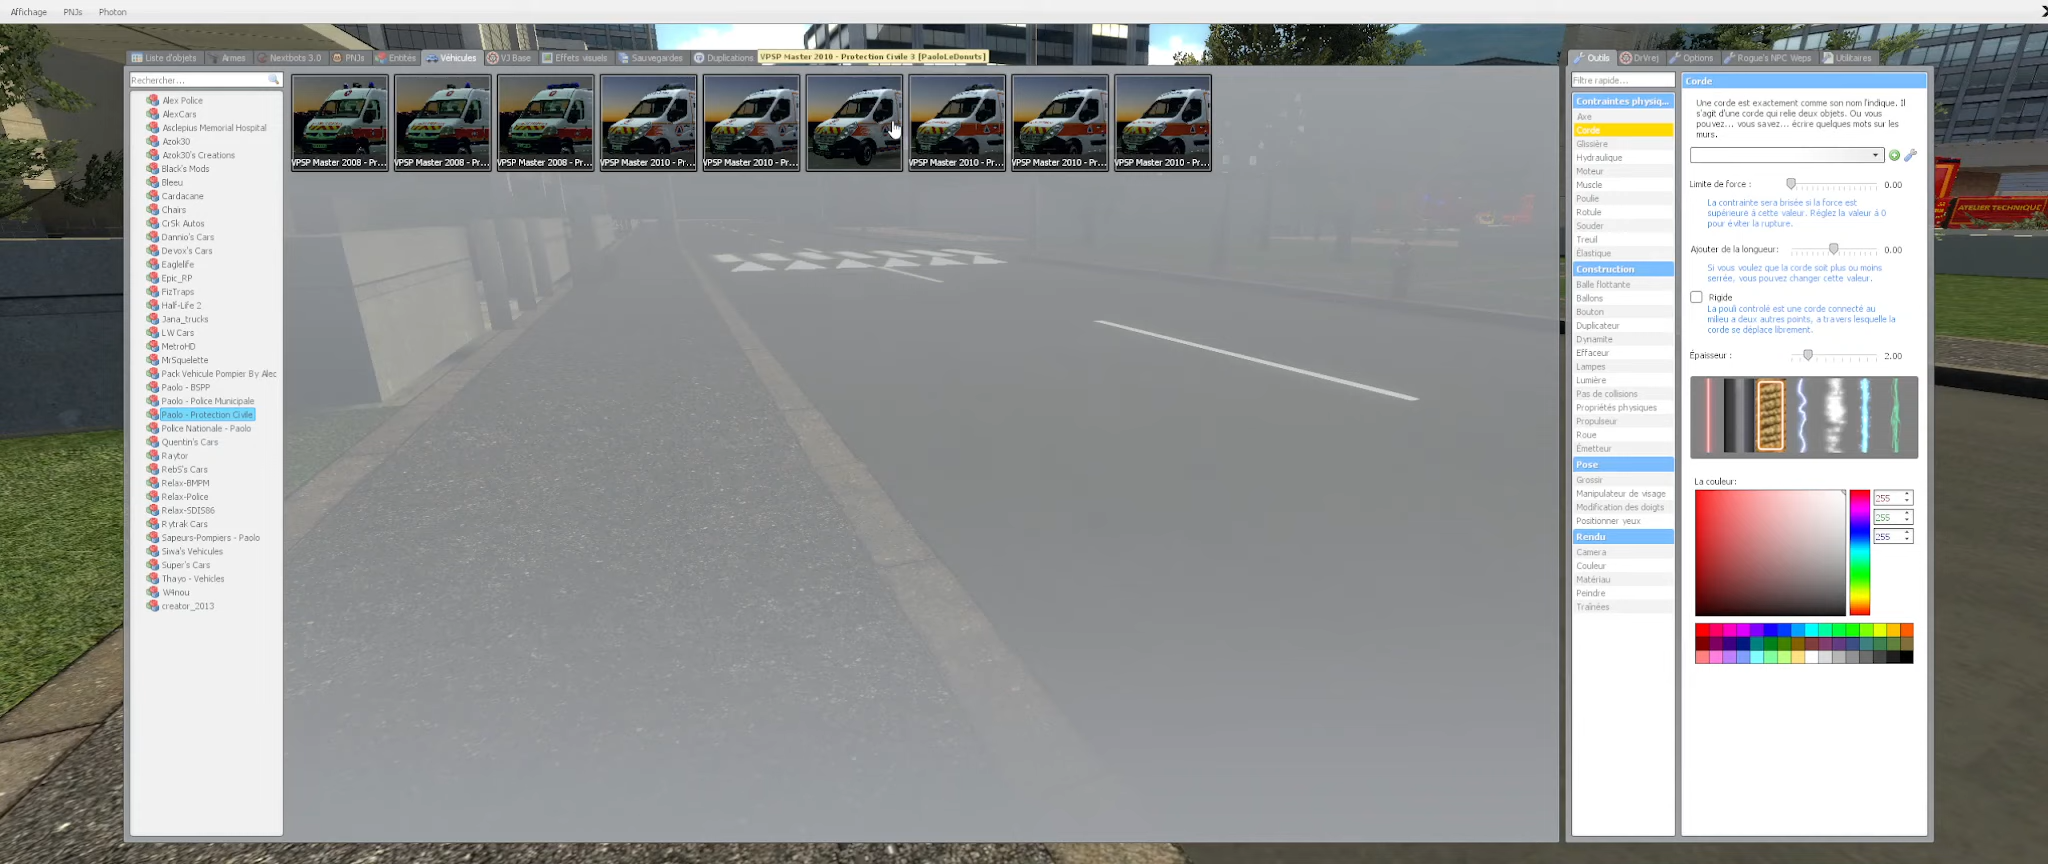 Affichage PNJs Photon
Liste d'objets Armes Nextbots 3.0 PNJs Entités Véhicules VJ Base Effets visuels Sauvegardes Duplications
VPSP Master 2010 - Protection Civile 3 [PaoloLeDonuts]
Rechercher...
Alex Police
AlexCars
Asclepius Memorial Hospital
Azok30
Azok30's Creations
Black's Mods
Bleeu
Cardacane
Chairs
CrSk Autos
Dannio's Cars
Devox's Cars
Eaglelife
Epic_RP
FizTraps
Half-Life 2
Jana_trucks
LW Cars
MetroHD
MrSquelette
Pack Vehicule Pompier By Alec
Paolo - BSPP
Paolo - Police Municipale
Paolo - Protection Civile
Police Nationale - Paolo
Quentin's Cars
Raytor
RebS's Cars
Relax-BMPM
Relax-Police
Relax-SDIS86
Rytrak Cars
Sapeurs-Pompiers - Paolo
Siwa's Vehicules
Super's Cars
Thayo - Vehicles
W4nou
creator_2013
VPSP Master 2008 - Pr...
VPSP Master 2008 - Pr...
VPSP Master 2008 - Pr...
VPSP Master 2010 - Pr...
VPSP Master 2010 - Pr...
VPSP Master 2010 - Pr...
VPSP Master 2010 - Pr...
VPSP Master 2010 - Pr...
VPSP Master 2010 - Pr...
Outils DrVrej Options Rogue's NPC Weps Utilitaires
Filtre rapide...
Contraintes physiq...
Axe
Corde
Glissière
Hydraulique
Moteur
Muscle
Poulie
Rotule
Souder
Treuil
Élastique
Construction
Balle flottante
Ballons
Bouton
Duplicateur
Dynamite
Effaceur
Lampes
Lumière
Pas de collisions
Propriétés physiques
Propulseur
Roue
Émetteur
Pose
Grossir
Manipulateur de visage
Modification des doigts
Positionner yeux
Rendu
Camera
Couleur
Matériau
Peindre
Traînées
Corde
Une corde est exactement comme son nom l'indique. Il
s'agit d'une corde qui relie deux objets. Ou vous
pouvez... vous savez... écrire quelques mots sur les
murs.
Limite de force : 0.00
La contrainte sera brisée si la force est
supérieure à cette valeur. Réglez la valeur à 0
pour éviter la rupture.
Ajouter de la longueur: 0.00
Si vous voulez que la corde soit plus ou moins
serrée, vous pouvez changer cette valeur.
Rigide
La pouli controlé est une corde connecté au
milieu a deux autres points, a travers lesquelle la
corde se déplace librement.
Épaisseur : 2.00
La couleur:
255
255
255
ATELIER TECHNIQUE